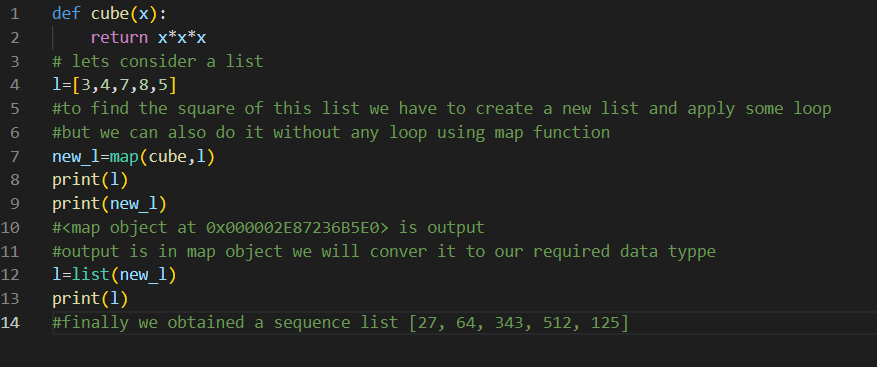 1 def cube(x):
2     return x*x*x
3 # lets consider a list
4 l=[3,4,7,8,5]
5 #to find the square of this list we have to create a new list and apply some loop
6 #but we can also do it without any loop using map function
7 new_l=map(cube,l)
8 print(l)
9 print(new_l)
10 #<map object at 0x000002E87236B5E0> is output
11 #output is in map object we will conver it to our required data typpe
12 l=list(new_l)
13 print(l)
14 #finally we obtained a sequence list [27, 64, 343, 512, 125]